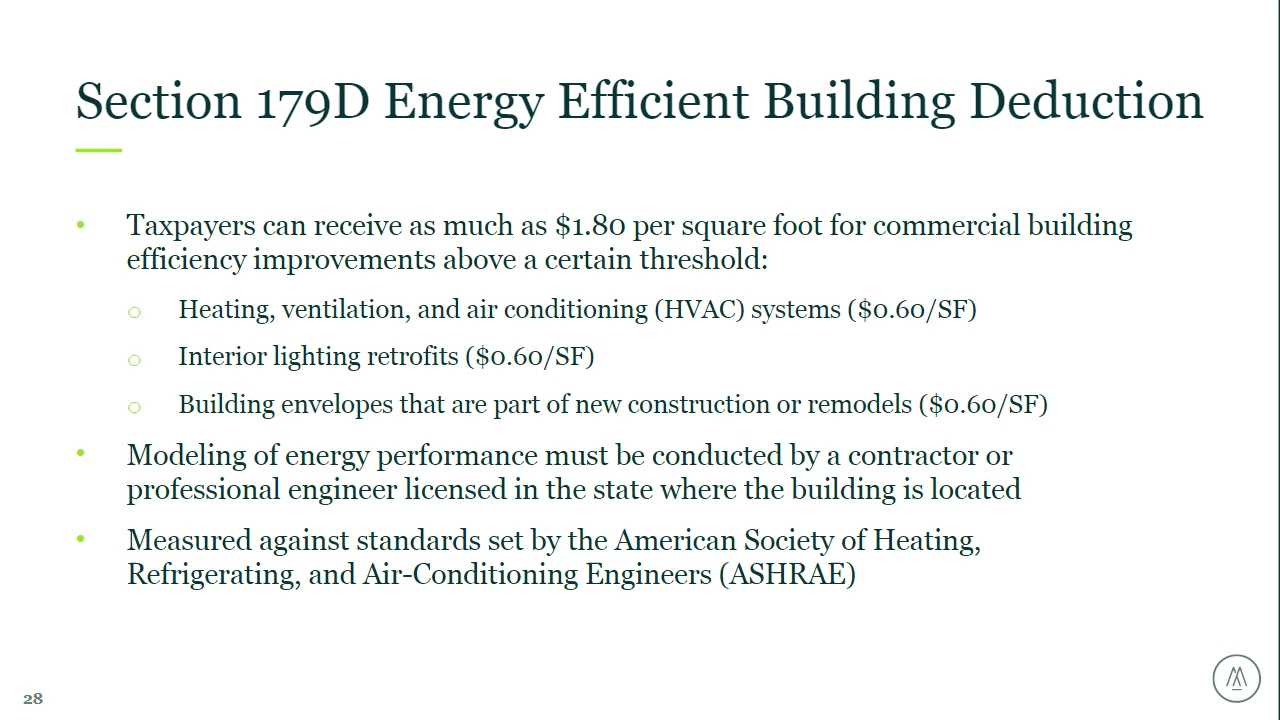 Section 179D Energy Efficient Building Deduction
• Taxpayers can receive as much as $1.80 per square foot for commercial building
efficiency improvements above a certain threshold:
o Heating, ventilation, and air conditioning (HVAC) systems ($0.60/SF)
o Interior lighting retrofits ($0.60/SF)
o Building envelopes that are part of new construction or remodels ($0.60/SF)
• Modeling of energy performance must be conducted by a contractor or
professional engineer licensed in the state where the building is located
• Measured against standards set by the American Society of Heating,
Refrigerating, and Air-Conditioning Engineers (ASHRAE)
28